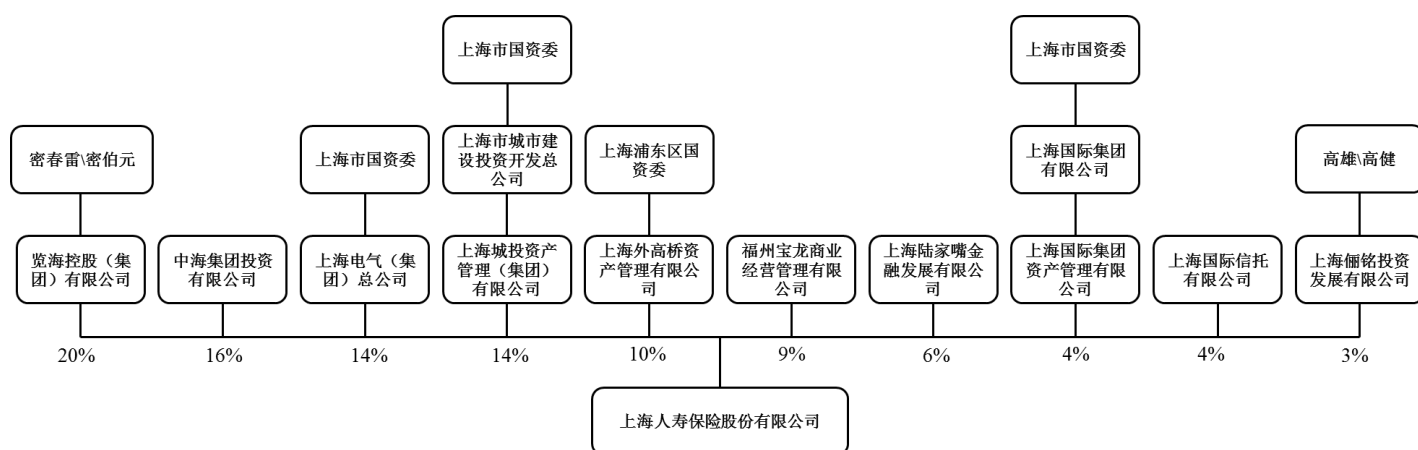 上海市国资委
上海市国资委
密春雷\密伯元
上海市国资委
上海市城市建
设投资开发总
公司
上海浦东区国
资委
上海国际集团
有限公司
高雄\高健
览海控股（集
团）有限公司
中海集团投资
有限公司
上海电气（集
团）总公司
上海城投资产
管理（集团）
有限公司
上海外高桥资
产管理有限公
司
福州宝龙商业
经营管理有限
公司
上海陆家嘴金
融发展有限公
司
上海国际集团
资产管理有限
公司
上海国际信托
有限公司
上海俪铭投资
发展有限公司
20%
16%
14%
14%
10%
9%
6%
4%
4%
3%
上海人寿保险股份有限公司